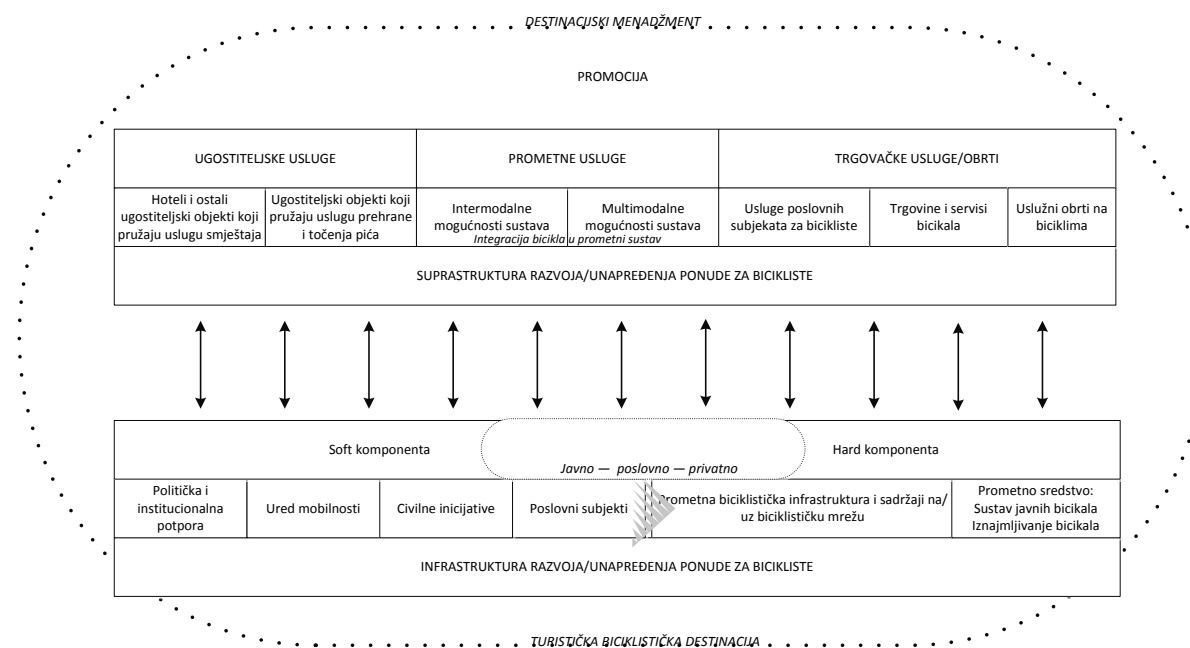 DESTINACIJSKI MENADŽMENT
PROMOCIJA
UGOSTITELJSKE USLUGE
PROMETNE USLUGE
TRGOVAČKE USLUGE/OBRTI
Hoteli i ostali
ugostiteljski objekti koji
pružaju uslugu smještaja
Ugostiteljski objekti koji
pružaju uslugu prehrane
i točenja pića
Intermodalne
mogućnosti sustava
Multimodalne
mogućnosti sustava
Integracija bicikla u prometni sustav
Usluge poslovnih
subjekata za bicikliste
Trgovine i servisi
bicikala
Uslužni obrti na
biciklima
SUPRASTRUKTURA RAZVOJA/UNAPREĐENJA PONUDE ZA BICIKLISTE
Soft komponenta
Javno — poslovno — privatno
Hard komponenta
Politička i
institucionalna
potpora
Ured mobilnosti
Civilne inicijative
Poslovni subjekti
Prometna biciklistička infrastruktura i sadržaji na/
uz biciklističku mrežu
Prometno sredstvo:
Sustav javnih bicikala
Iznajmljivanje bicikala
INFRASTRUKTURA RAZVOJA/UNAPREĐENJA PONUDE ZA BICIKLISTE
TURISTIČKA BICIKLISTIČKA DESTINACIJA